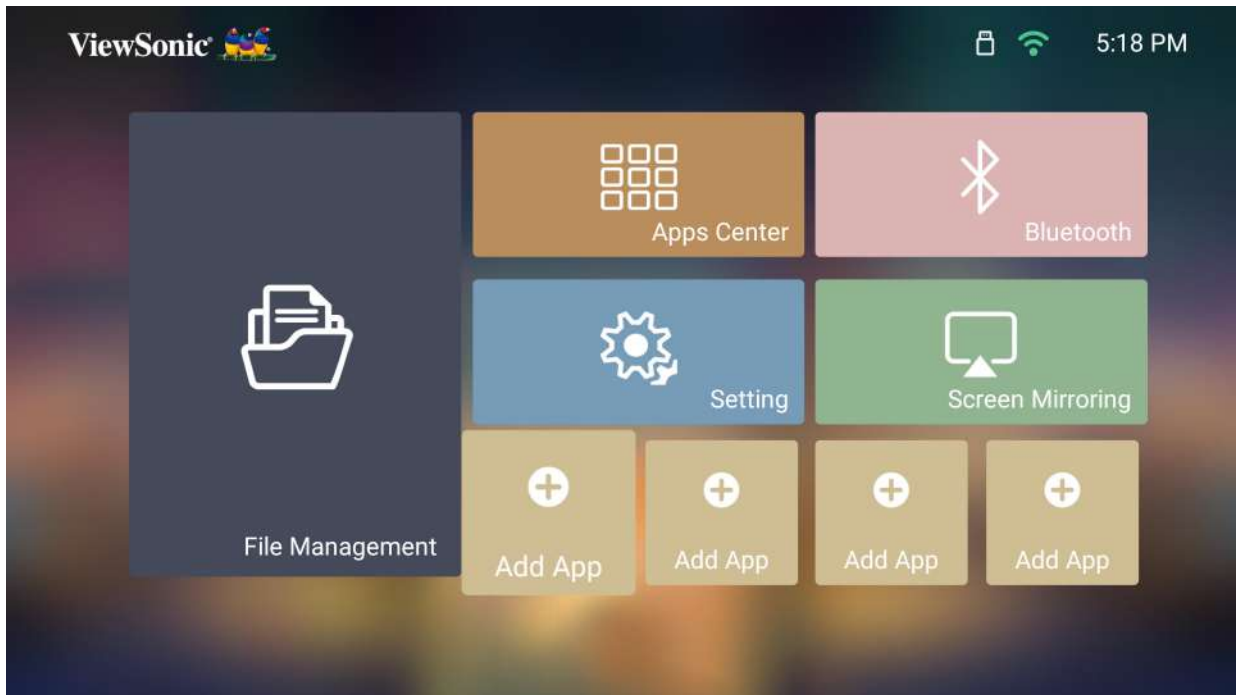 ViewSonic
5:18 PM
Apps Center
Bluetooth
Setting
Screen Mirroring
File Management
Add App
Add App
Add App
Add App